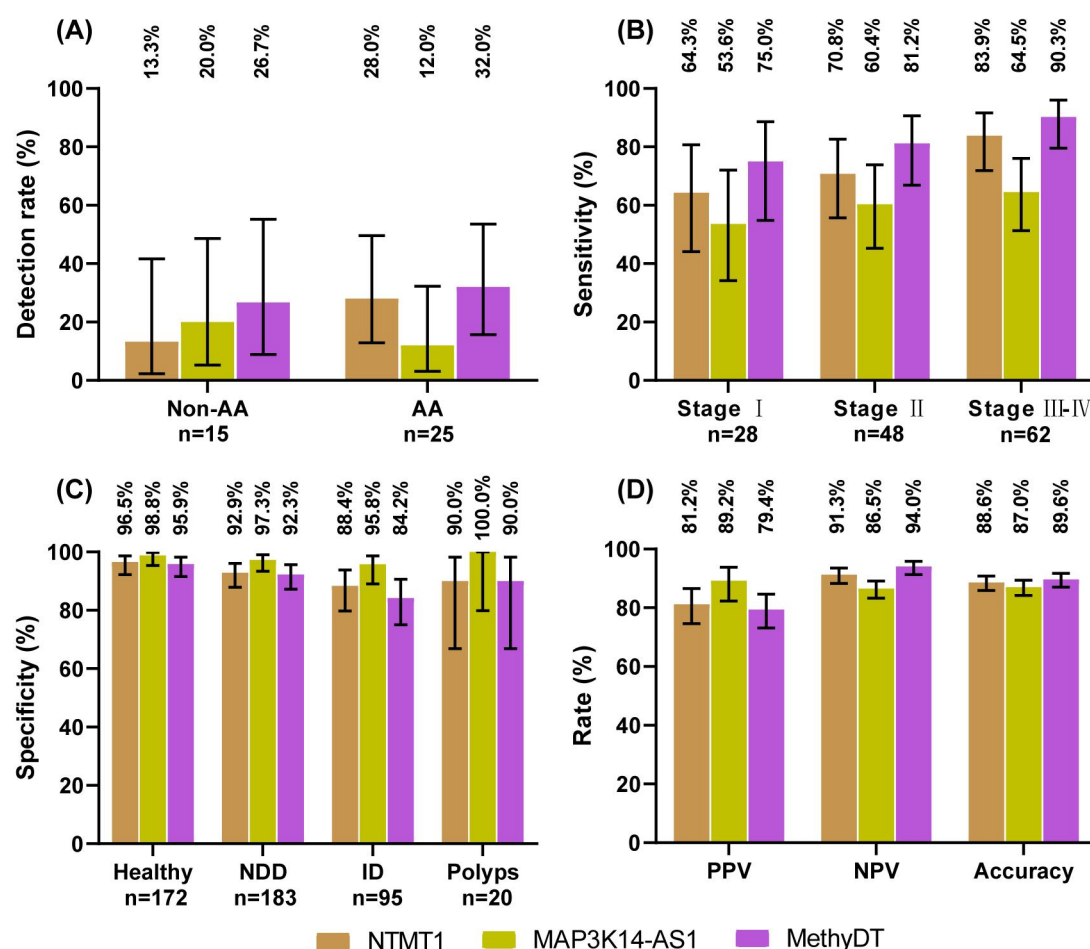 (A)
13.3%
20.0%
26.7%
28.0%
12.0%
32.0%
Detection rate (%)
100
80
60
40
20
0
Non-AA
AA
n=15
n=25
(B)
64.3%
53.6%
75.0%
70.8%
60.4%
81.2%
83.9%
64.5%
90.3%
Sensitivity (%)
100
80
60
40
20
0
Stage Ⅰ
Stage Ⅱ
Stage Ⅲ-Ⅳ
n=28
n=48
n=62
(C)
96.5%
98.8%
95.9%
92.9%
97.3%
92.3%
88.4%
95.8%
84.2%
90.0%
100.0%
90.0%
Specificity (%)
100
80
60
40
20
0
Healthy
NDD
ID
Polyps
n=172
n=183
n=95
n=20
(D)
81.2%
89.2%
79.4%
91.3%
86.5%
94.0%
88.6%
87.0%
89.6%
Rate (%)
100
80
60
40
20
0
PPV
NPV
Accuracy
NTMT1
MAP3K14-AS1
MethyDT